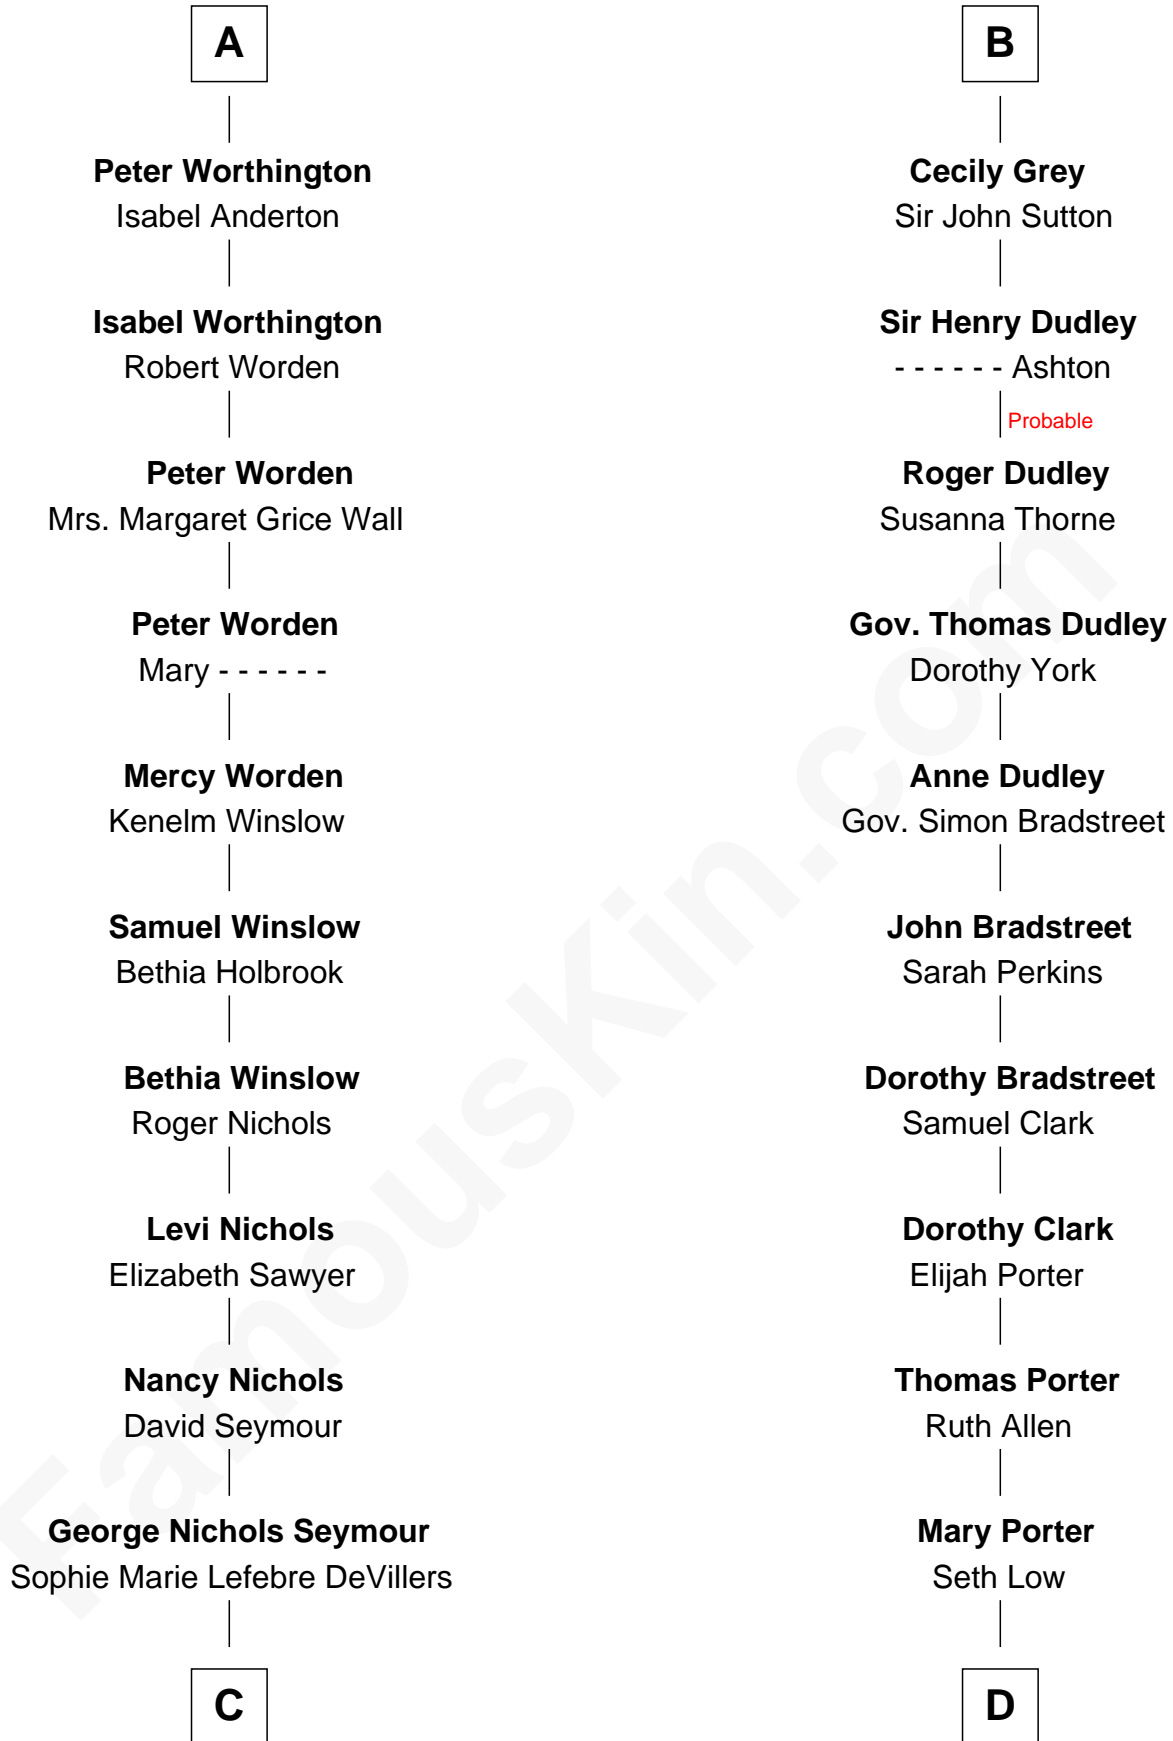 A
Peter Worthington
Isabel Anderton
Isabel Worthington
Robert Worden
Peter Worden
Mrs. Margaret Grice Wall
Peter Worden
Mary - - - - - -
Mercy Worden
Kenelm Winslow
Samuel Winslow
Bethia Holbrook
Bethia Winslow
Roger Nichols
Levi Nichols
Elizabeth Sawyer
Nancy Nichols
David Seymour
George Nichols Seymour
Sophie Marie Lefebre DeVillers
C
B
Cecily Grey
Sir John Sutton
Sir Henry Dudley
- - - - - - Ashton
Probable
Roger Dudley
Susanna Thorne
Gov. Thomas Dudley
Dorothy York
Anne Dudley
Gov. Simon Bradstreet
John Bradstreet
Sarah Perkins
Dorothy Bradstreet
Samuel Clark
Dorothy Clark
Elijah Porter
Thomas Porter
Ruth Allen
Mary Porter
Seth Low
D
FamousKin.com